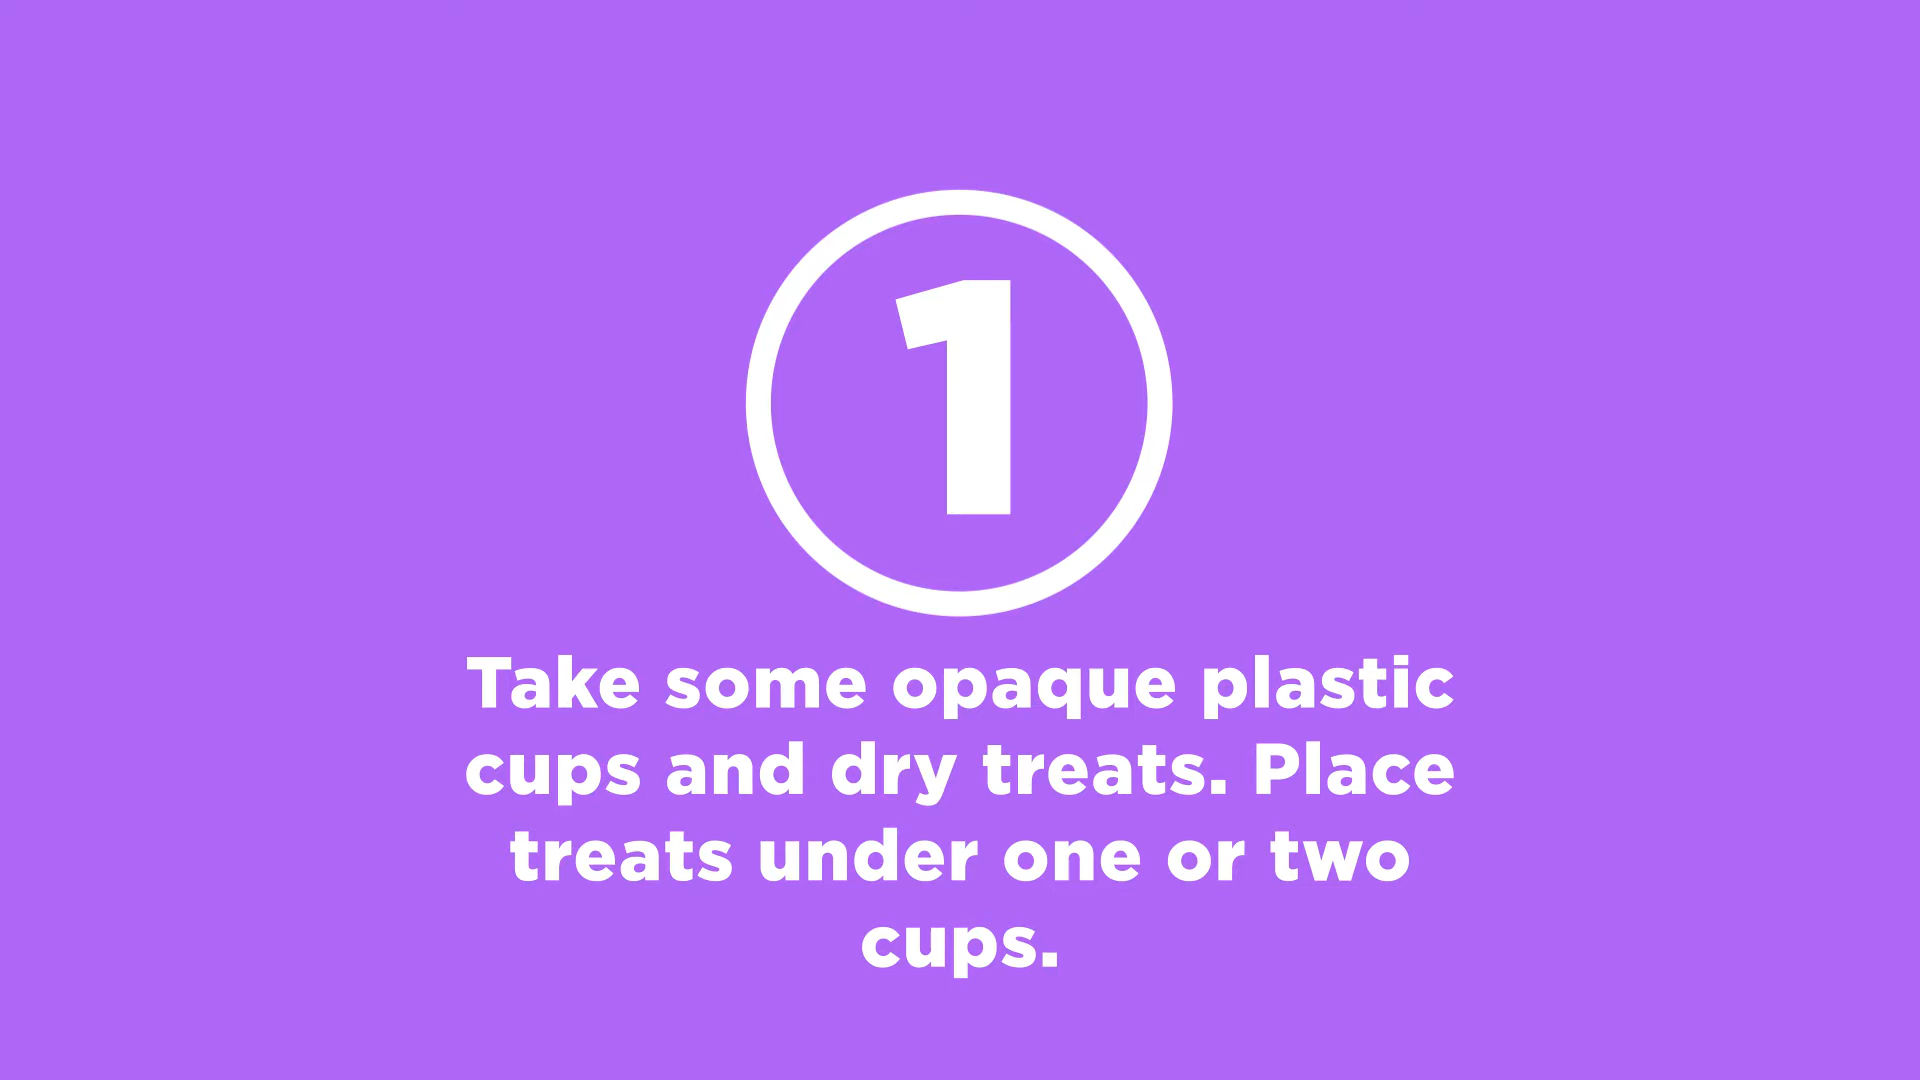 1
Take some opaque plastic
cups and dry treats. Place
treats under one or two
cups.